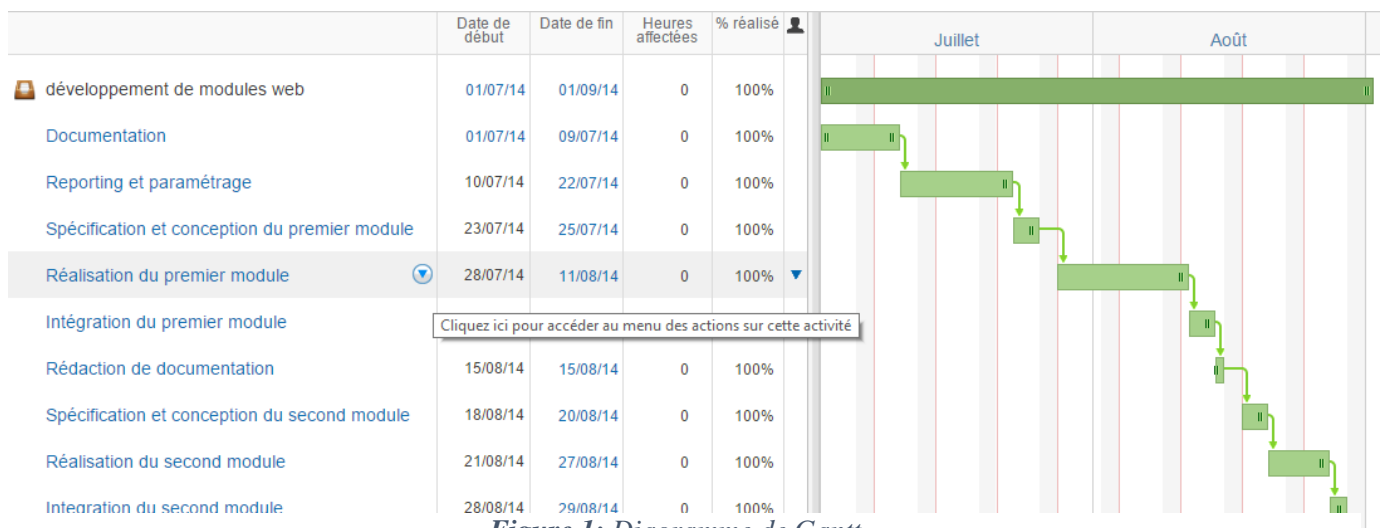 Date de début Date de fin Heures affectées % réalisé
Juillet Août
développement de modules web 01/07/14 01/09/14 0 100%
Documentation 01/07/14 09/07/14 0 100%
Reporting et paramétrage 10/07/14 22/07/14 0 100%
Spécification et conception du premier module 23/07/14 25/07/14 0 100%
Réalisation du premier module 28/07/14 11/08/14 0 100%
Intégration du premier module
Cliquez ici pour accéder au menu des actions sur cette activité
Rédaction de documentation 15/08/14 15/08/14 0 100%
Spécification et conception du second module 18/08/14 20/08/14 0 100%
Réalisation du second module 21/08/14 27/08/14 0 100%
Integration du second module 28/08/14 29/08/14 0 100%
Figure 1: Diagramme de Gantt